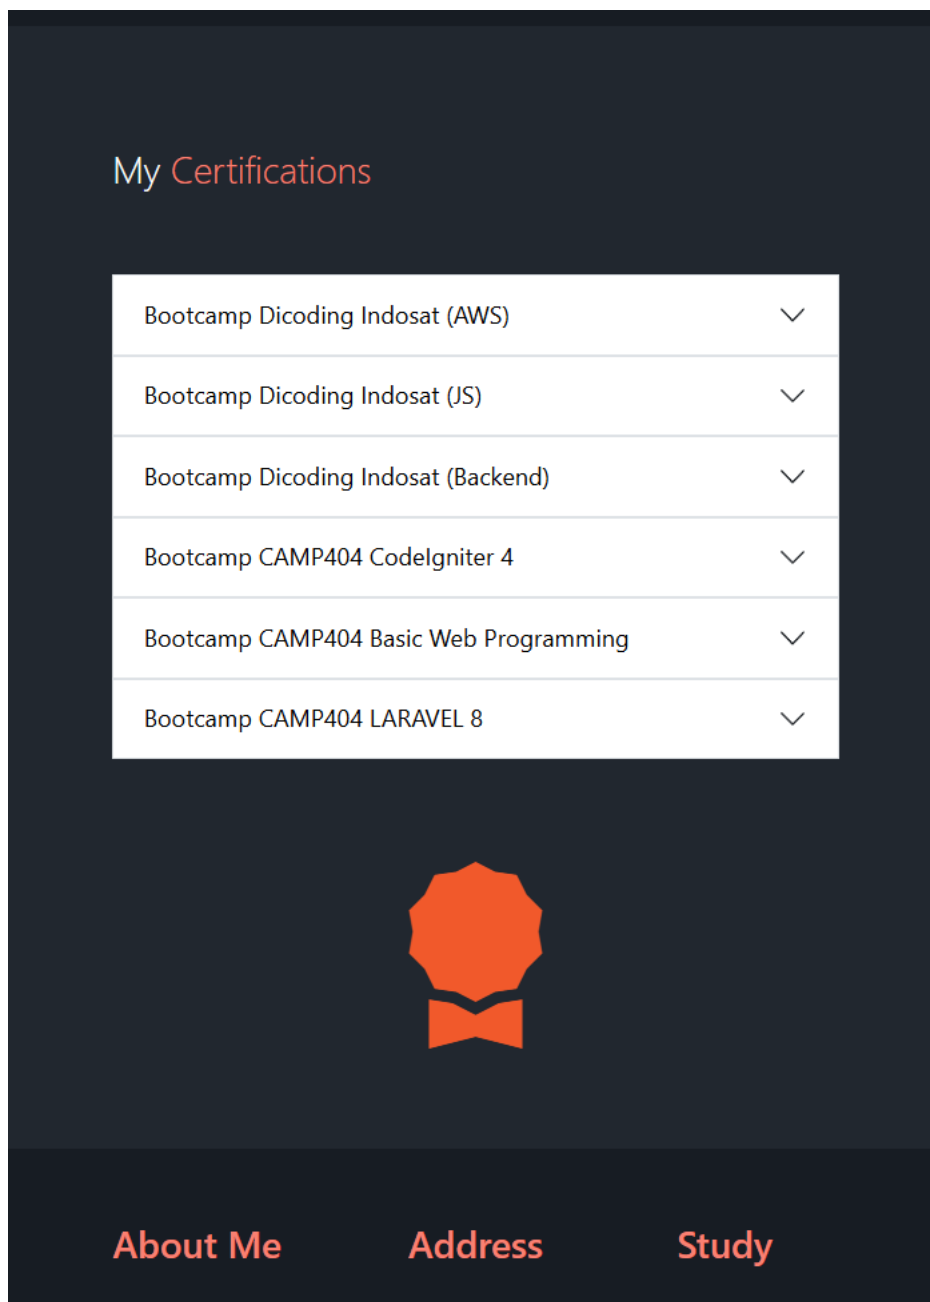 My Certifications
Bootcamp Dicoding Indosat (AWS)
Bootcamp Dicoding Indosat (JS)
Bootcamp Dicoding Indosat (Backend)
Bootcamp CAMP404 CodeIgniter 4
Bootcamp CAMP404 Basic Web Programming
Bootcamp CAMP404 LARAVEL 8
About Me Address Study